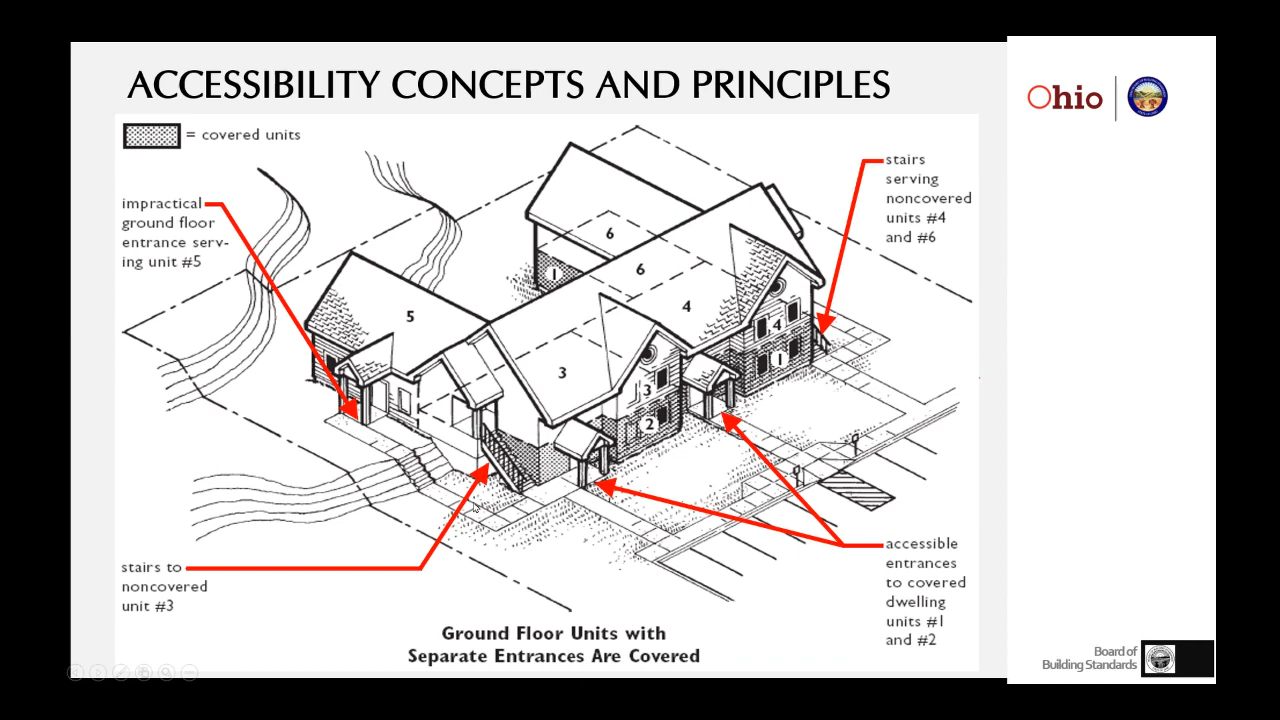 ACCESSIBILITY CONCEPTS AND PRINCIPLES
Ohio
= covered units
stairs
serving
noncovered
units #4
and #6
impractical
ground floor
entrance serv-
ing unit #5
6
1
6
5
4
4
1
3
3
2
accessible
entrances
to covered
dwelling
units #1
and #2
stairs to
noncovered
unit #3
Ground Floor Units with
Separate Entrances Are Covered
Board of
Building Standards